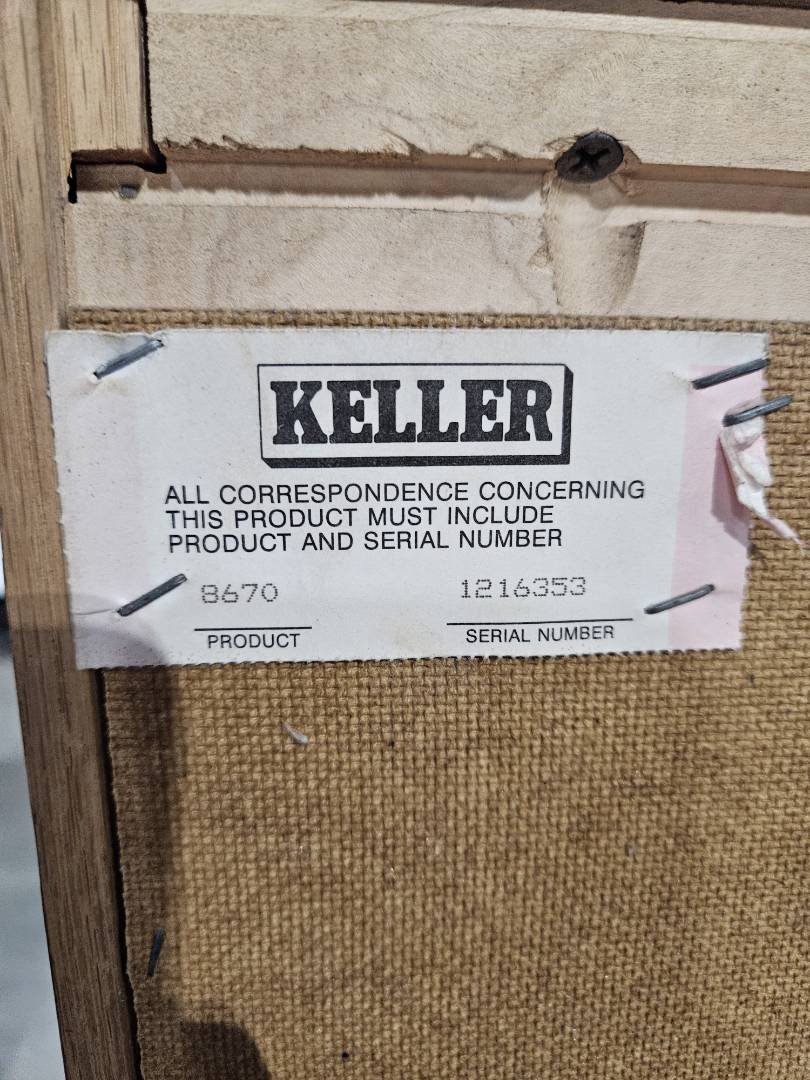 KELLER
ALL CORRESPONDENCE CONCERNING
THIS PRODUCT MUST INCLUDE
PRODUCT AND SERIAL NUMBER
8670 1216353
PRODUCT SERIAL NUMBER